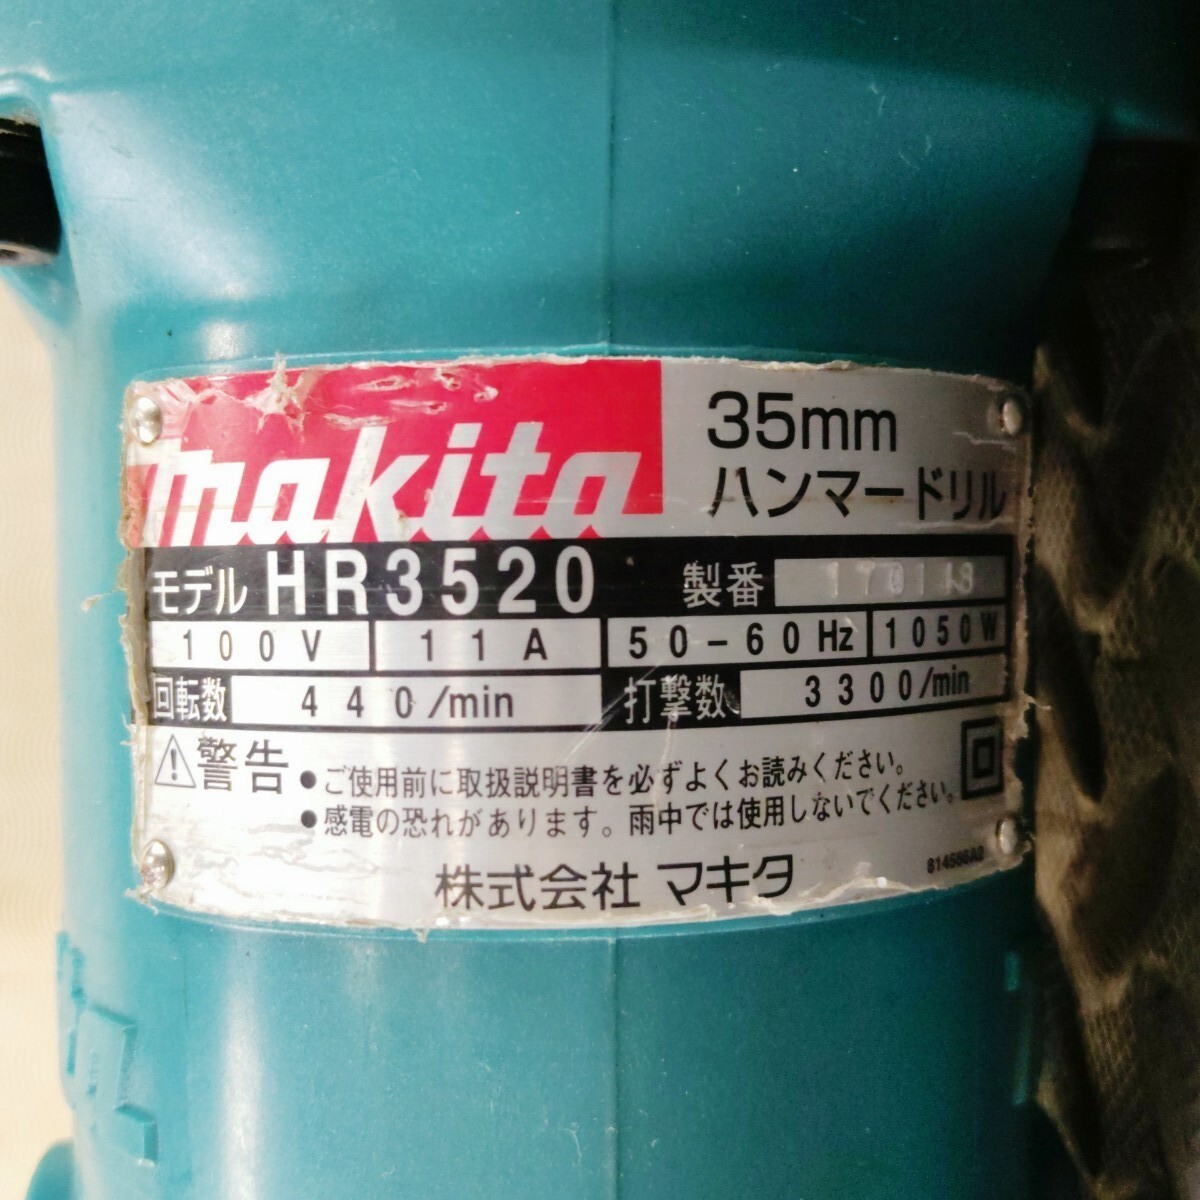 makita
35mm
ハンマードリル
モデル HR3520 製番
100V 11A 50-60Hz 1050W
回転数 440/min 打撃数 3300/min
警告 ●ご使用前に取扱説明書を必ずよくお読みください。
●感電の恐れがあります。雨中では使用しないでください。
株式会社 マキタ